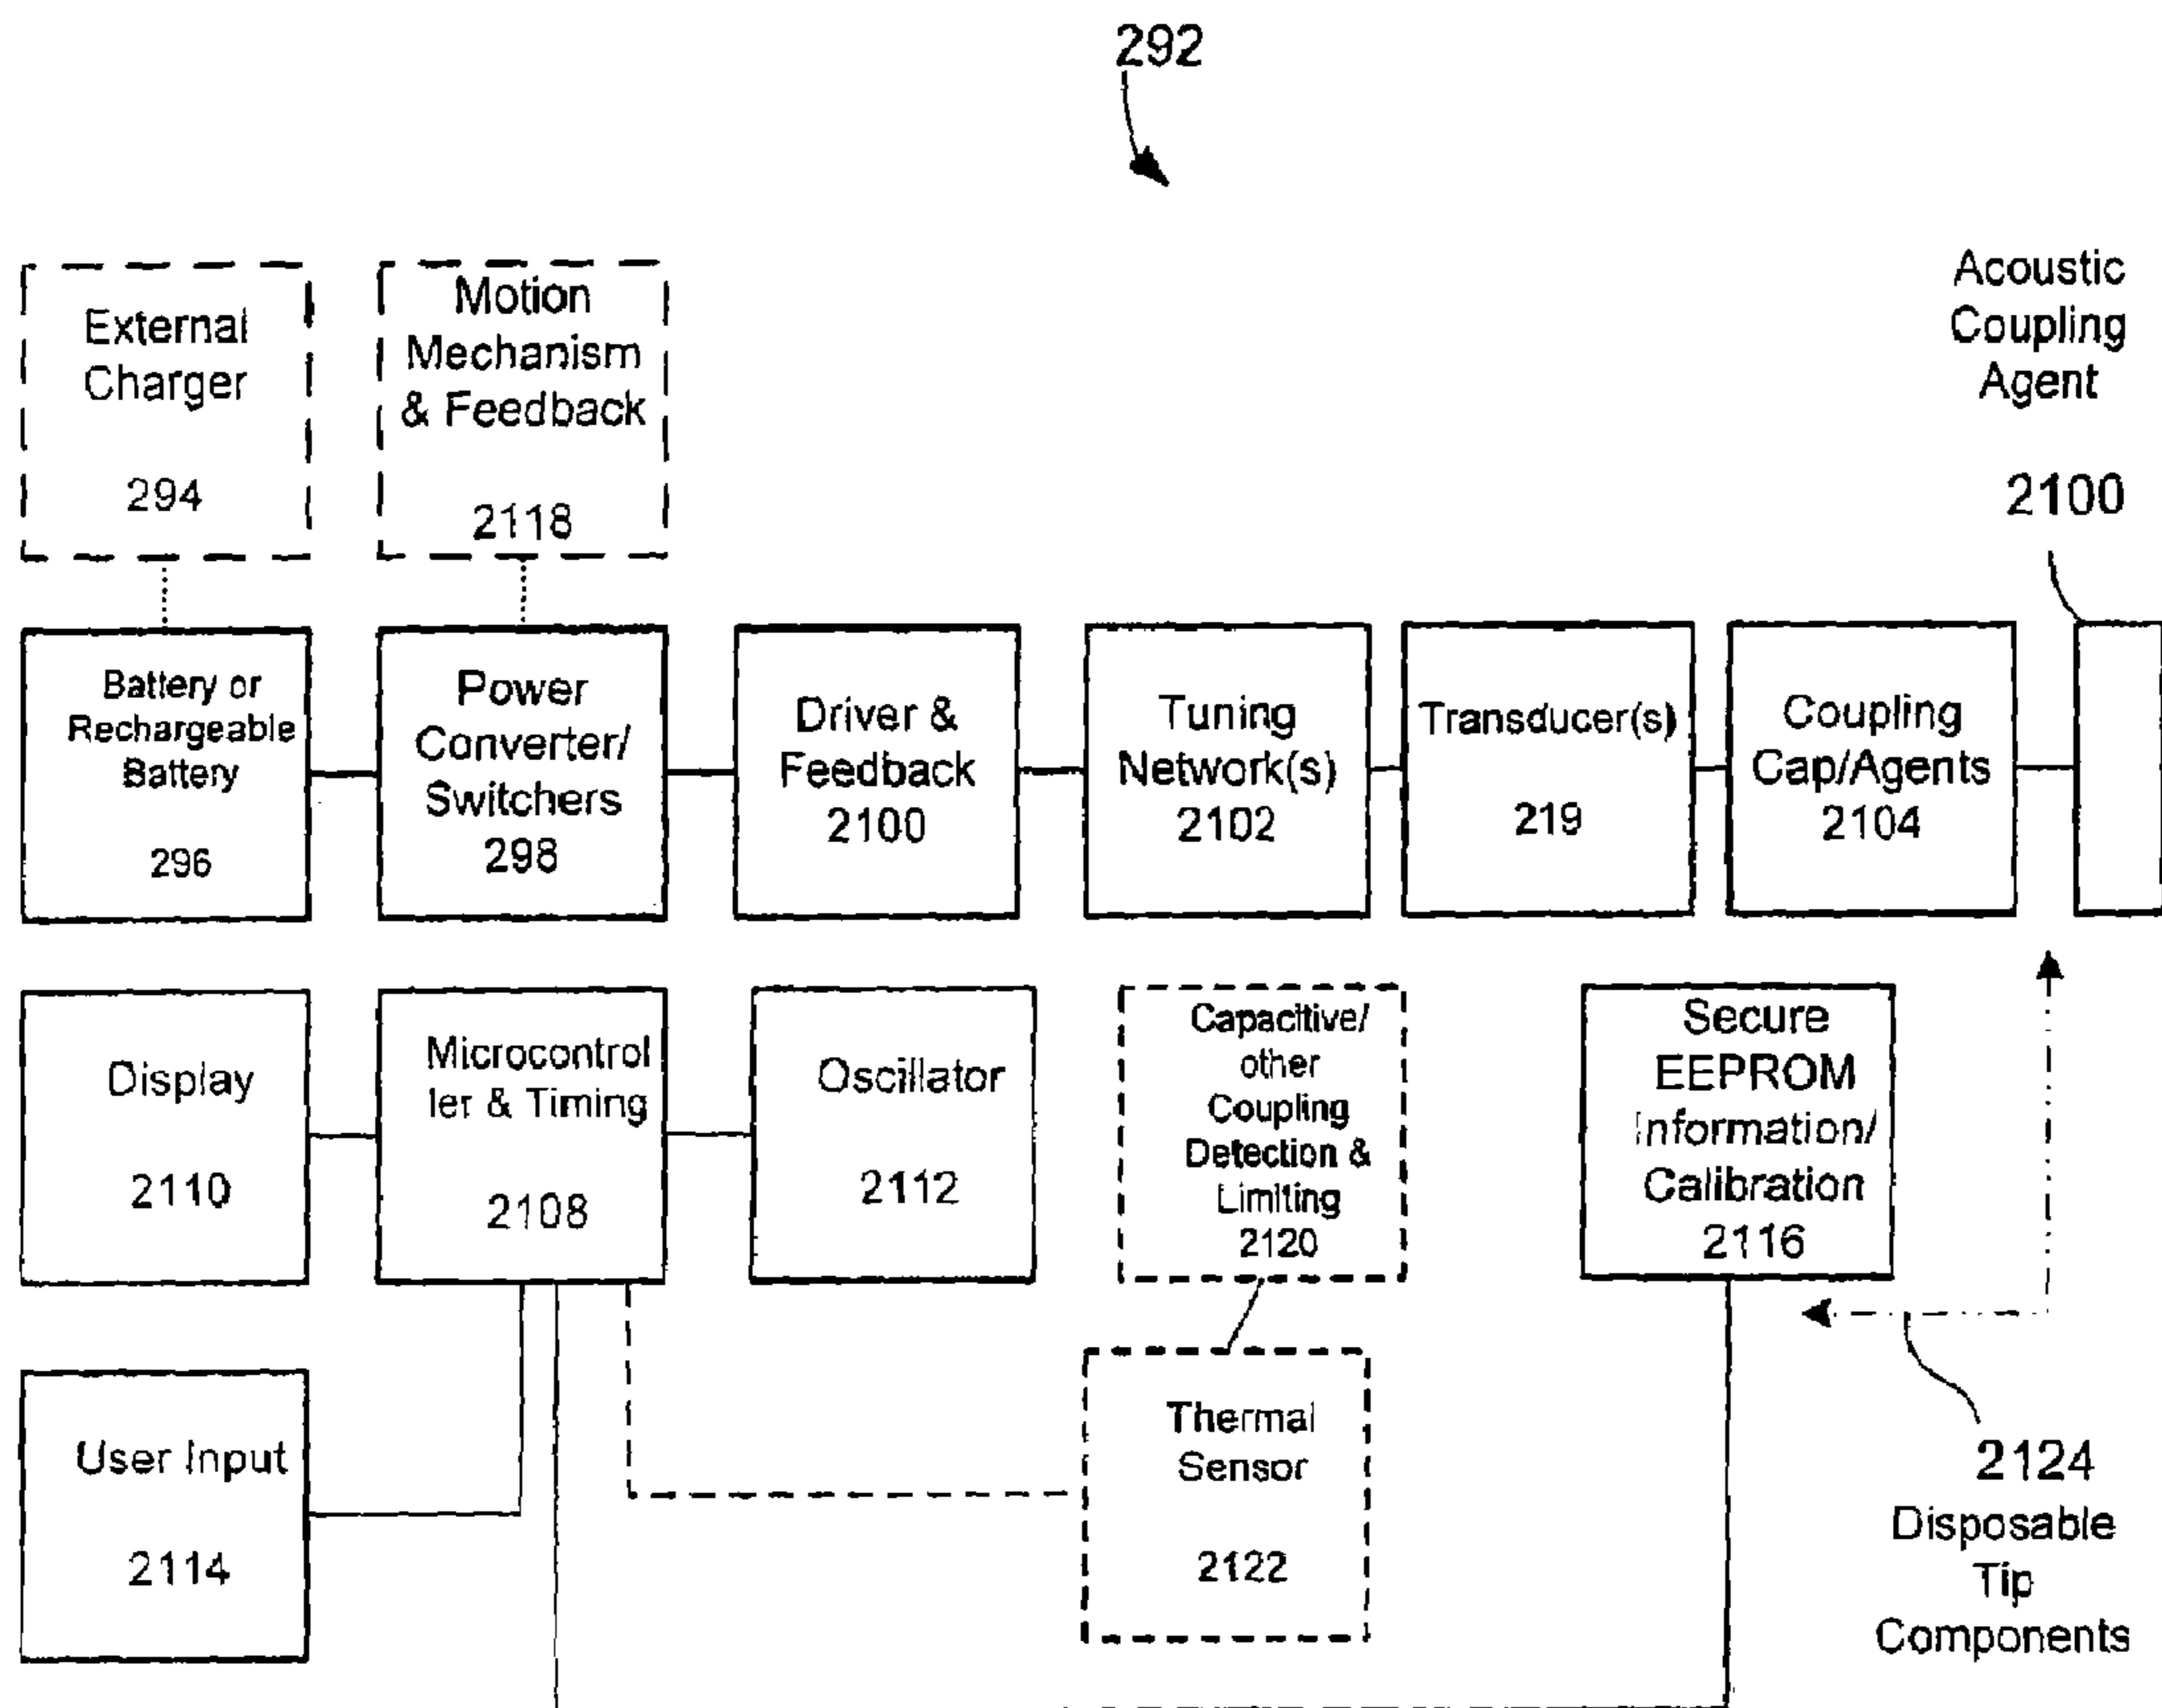 292
External
Charger
294
Motion
Mechanism
& Feedback
2118
Acoustic
Coupling
Agent
2100
Battery or
Rechargeable
Battery
296
Power
Converter/
Switchers
298
Driver &
Feedback
2100
Tuning
Network(s)
2102
Transducer(s)
219
Coupling
Cap/Agents
2104
Display
2110
Microcontrol
ler & Timing
2108
Oscillator
2112
Capacitive/
other
Coupling
Detection &
Limiting
2120
Secure
EEPROM
Information/
Calibration
2116
User Input
2114
Thermal
Sensor
2122
2124
Disposable
Tip
Components